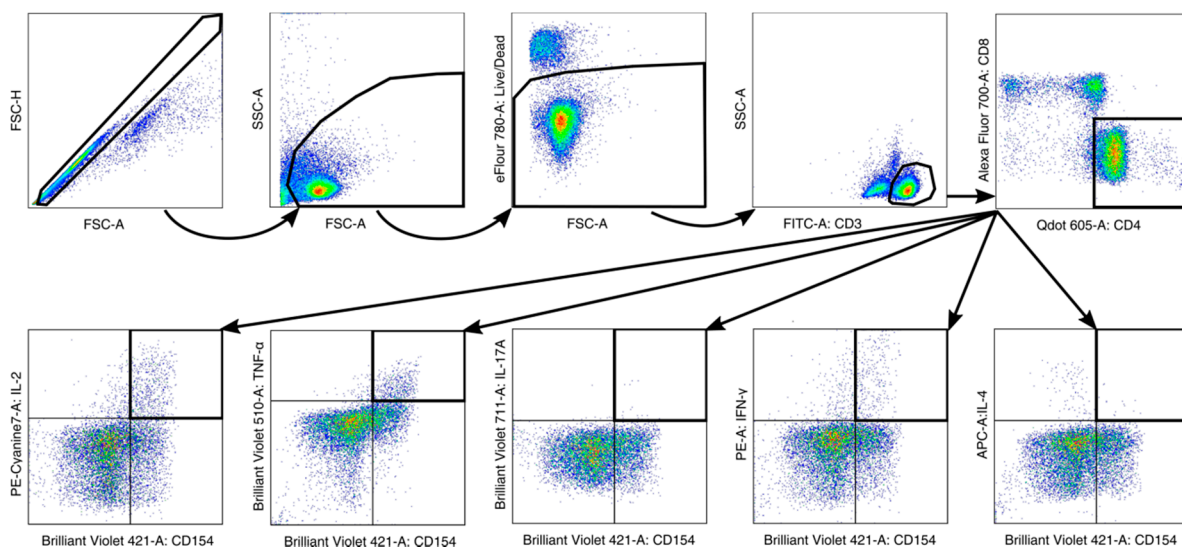 FSC-H
FSC-A
SSC-A
FSC-A
eFlour 780-A: Live/Dead
FSC-A
SSC-A
FITC-A: CD3
Alexa Fluor 700-A: CD8
Qdot 605-A: CD4
PE-Cyanine7-A: IL-2
Brilliant Violet 421-A: CD154
Brilliant Violet 510-A: TNF-α
Brilliant Violet 421-A: CD154
Brilliant Violet 711-A: IL-17A
Brilliant Violet 421-A: CD154
PE-A: IFN-γ
Brilliant Violet 421-A: CD154
APC-A:IL-4
Brilliant Violet 421-A: CD154